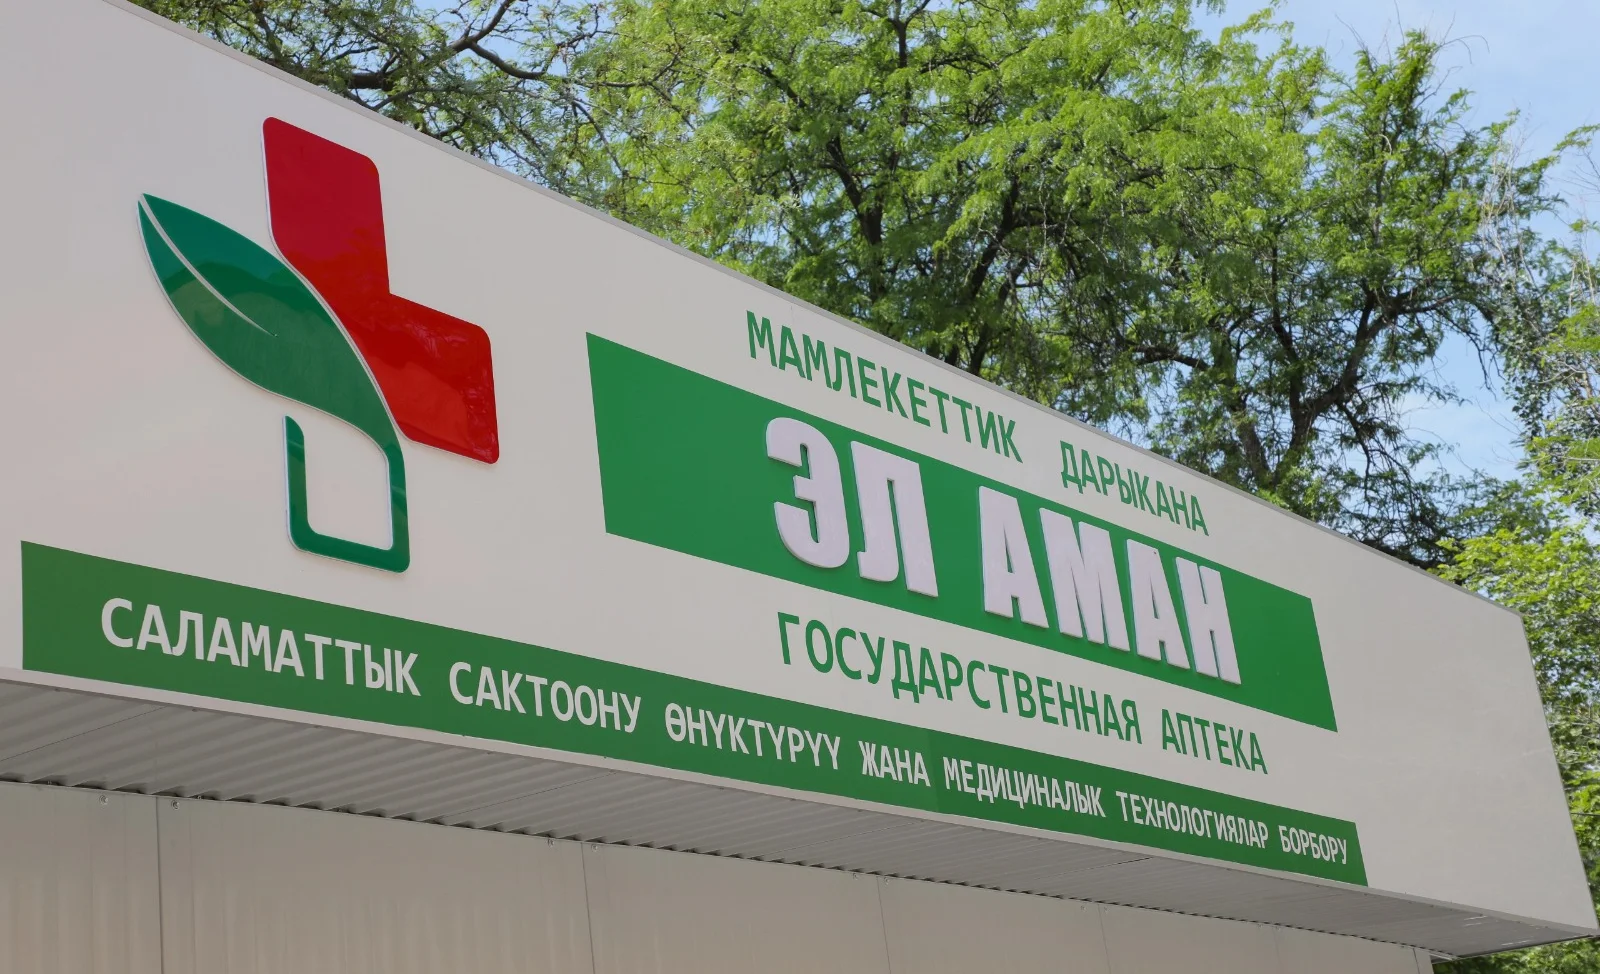 МАМЛЕКЕТТИК ДАРЫКАНА
ЭЛ АМАН
ГОСУДАРСТВЕННАЯ АПТЕКА
САЛАМАТТЫК САКТООНУ ӨНҮКТҮРҮҮ ЖАНА МЕДИЦИНАЛЫК ТЕХНОЛОГИЯЛАР БОРБОРУ